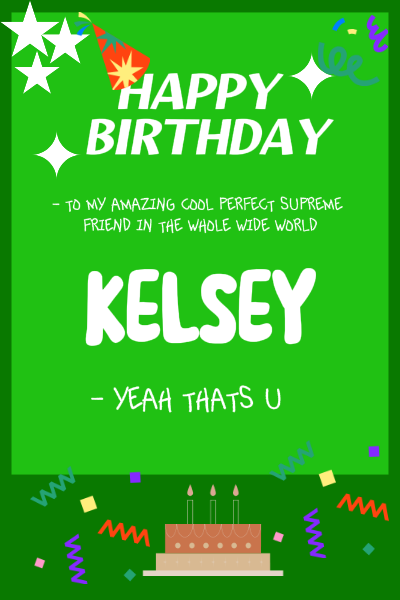 HAPPY
BIRTHDAY
- TO MY AMAZING COOL PERFECT SUPREME
FRIEND IN THE WHOLE WIDE WORLD
KELSEY
- YEAH THATS U